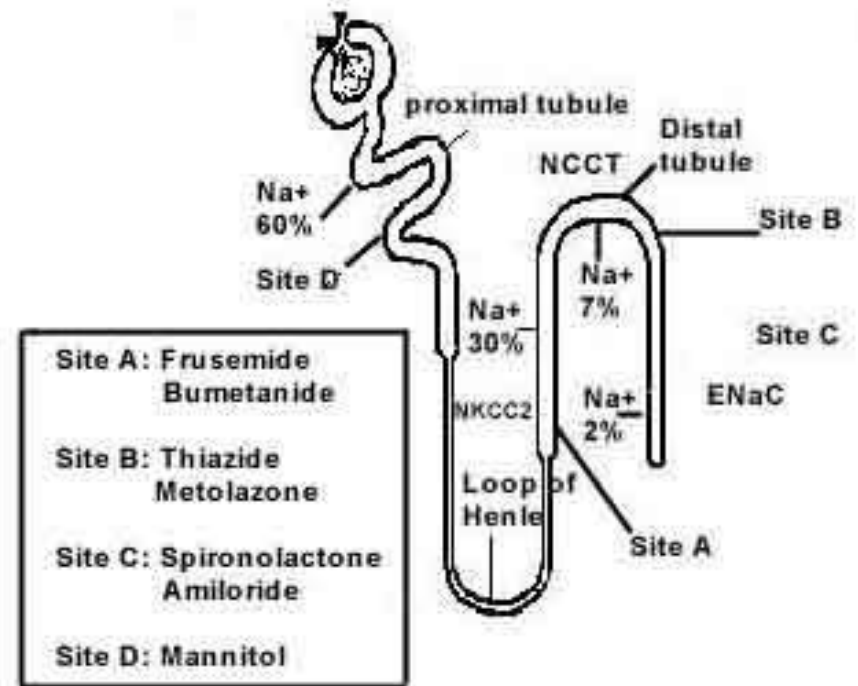 proximal tubule
Distal
tubule
NCCT
Na+
60%
Site B
Site D
Na+
7%
Na+
30%
Site C
Site A: Frusemide
Bumetanide
NKCC2
Na+
2%
ENaC
Site B: Thiazide
Metolazone
Loop of
Henle
Site A
Site C: Spironolactone
Amiloride
Site D: Mannitol